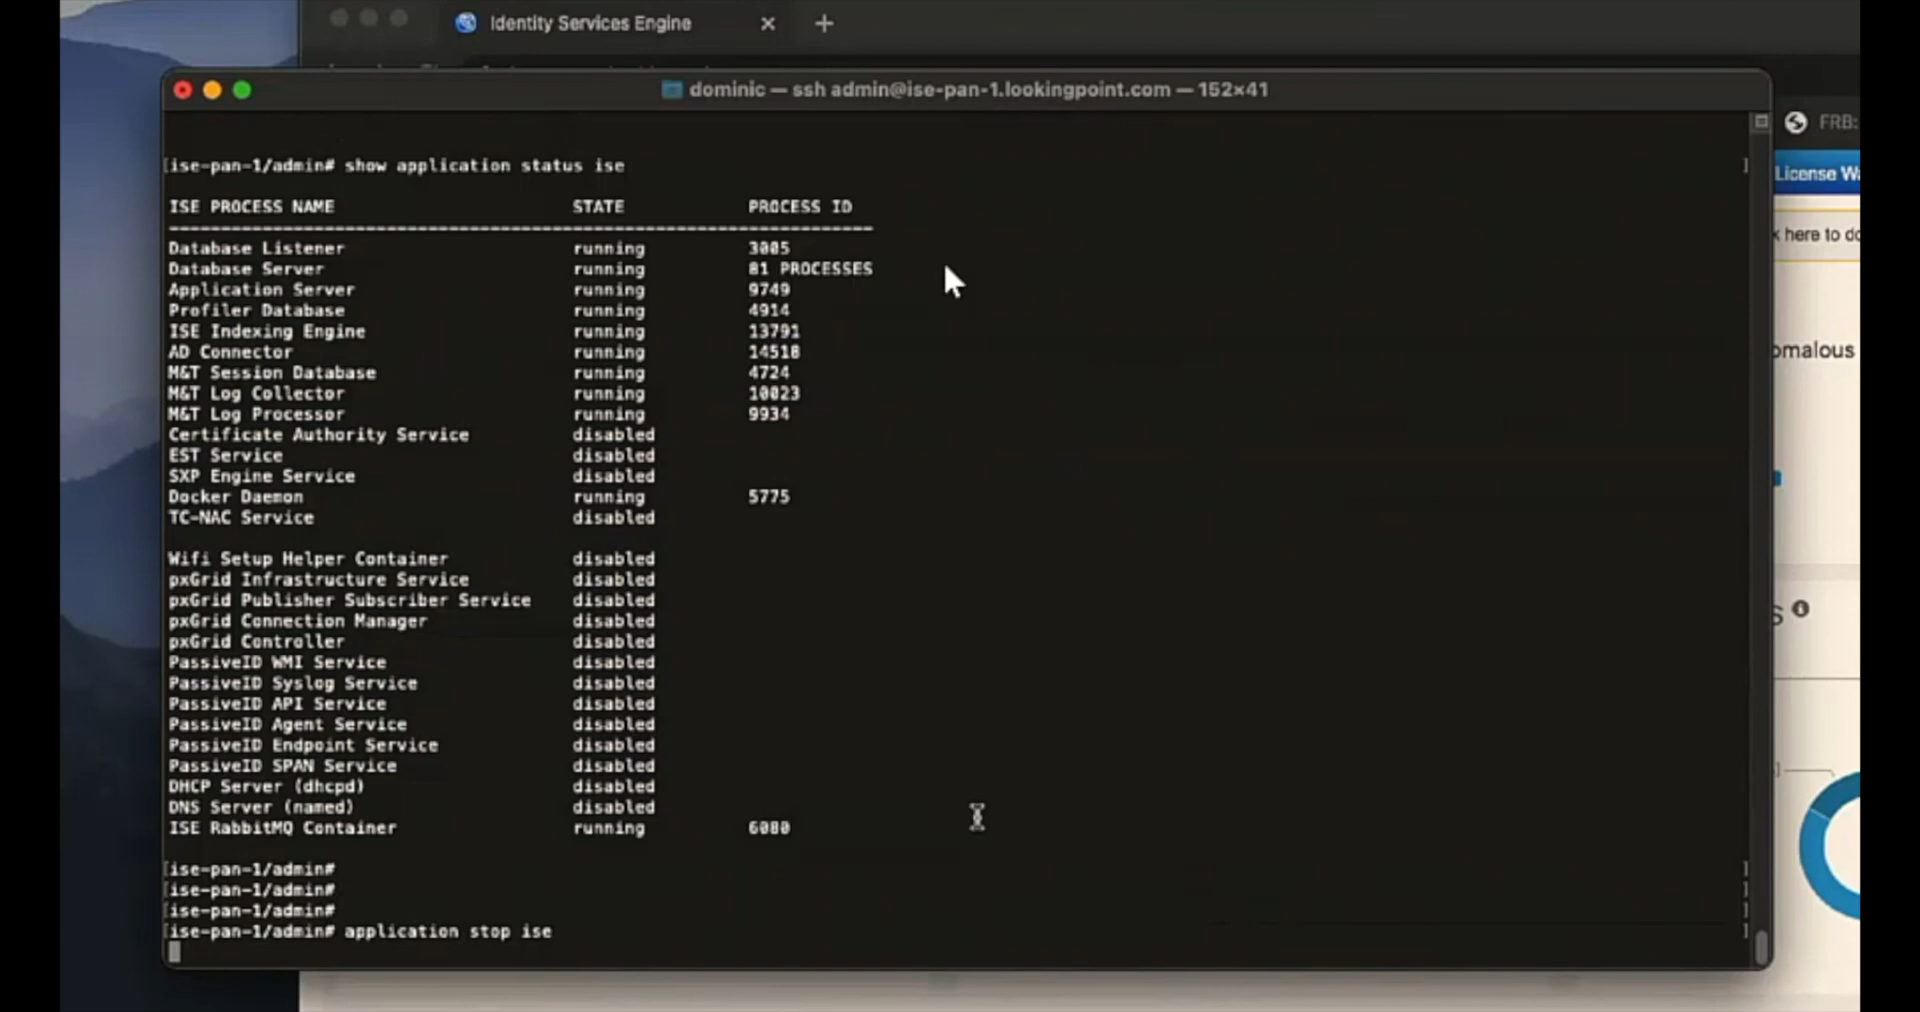 Identity Services Engine
dominic — ssh admin@ise-pan-1.lookingpoint.com — 152×41
FRB:
License Wa
[ise-pan-1/admin# show application status ise ]
ISE PROCESS NAME STATE PROCESS ID
--------------------------------------------------------------------
Database Listener running 3005
Database Server running 81 PROCESSES
Application Server running 9749
Profiler Database running 4914
ISE Indexing Engine running 13791
AD Connector running 14518
M&T Session Database running 4724
M&T Log Collector running 10023
M&T Log Processor running 9934
Certificate Authority Service disabled
EST Service disabled
SXP Engine Service disabled
Docker Daemon running 5775
TC-NAC Service disabled
Wifi Setup Helper Container disabled
pxGrid Infrastructure Service disabled
pxGrid Publisher Subscriber Service disabled
pxGrid Connection Manager disabled
pxGrid Controller disabled
PassiveID WMI Service disabled
PassiveID Syslog Service disabled
PassiveID API Service disabled
PassiveID Agent Service disabled
PassiveID Endpoint Service disabled
PassiveID SPAN Service disabled
DHCP Server (dhcpd) disabled
DNS Server (named) disabled
ISE RabbitMQ Container running 6080
[ise-pan-1/admin# ]
[ise-pan-1/admin# ]
[ise-pan-1/admin# ]
[ise-pan-1/admin# application stop ise ]
here to do
omalous